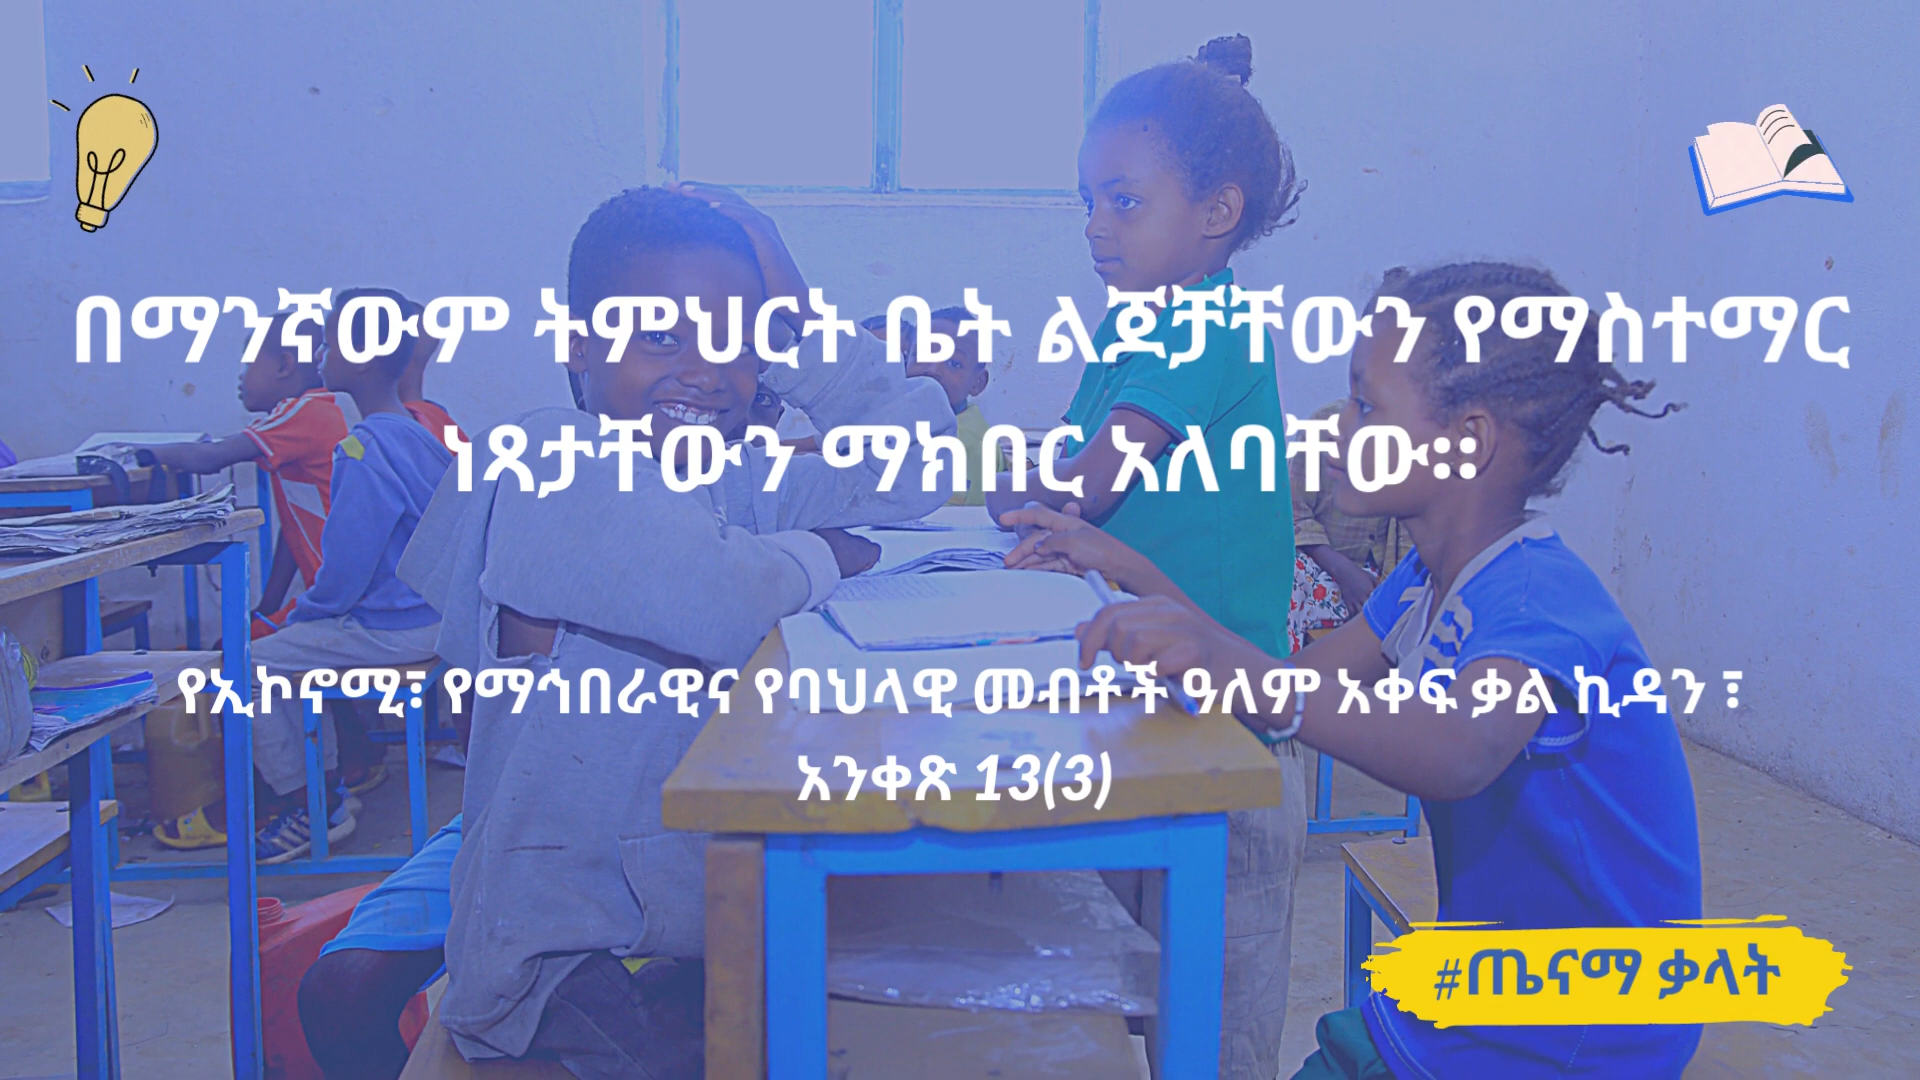 በማንኛውም ትምህርት ቤት ልጆቻቸውን የማስተማር
ነጻታቸውን ማክበር አለባቸው።
የኢኮኖሚ፣ የማኅበራዊና የባህላዊ መብቶች ዓለም አቀፍ ቃል ኪዳን ፣
አንቀጽ 13(3)
#ጤናማ ቃላት